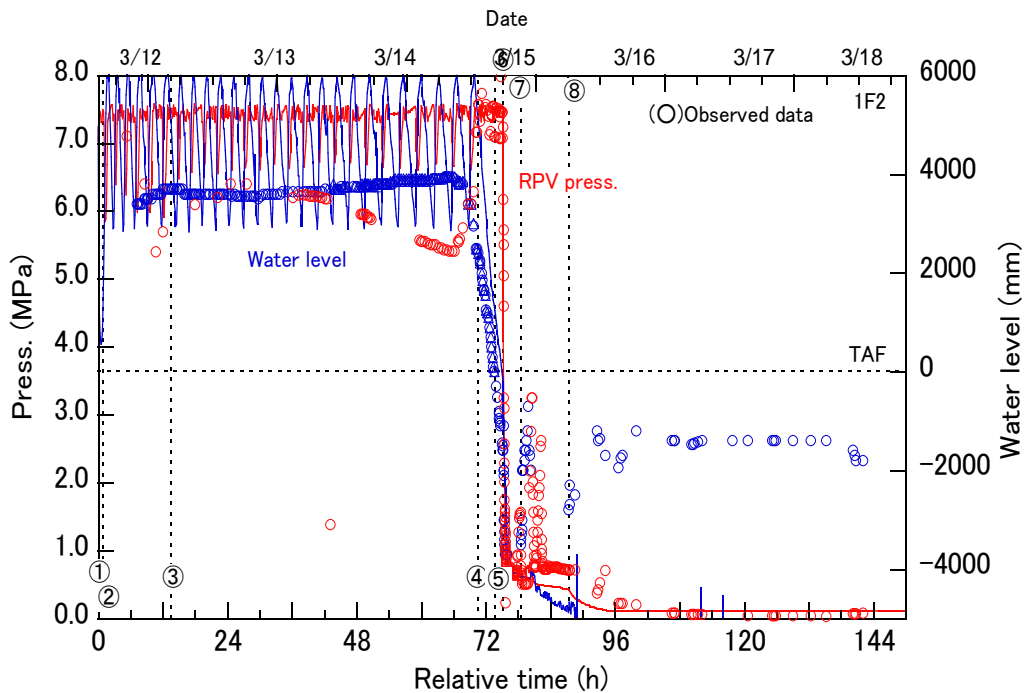 Date
3/12 3/13 3/14 3/15 3/16 3/17 3/18
8.0 ⑥ 6000
⑦ ⑧ 1F2
(○)Observed data
7.0
RPV press. 4000
6.0
Water level
5.0 2000
Press. (MPa)
Water level (mm)
4.0 TAF
0
3.0
−2000
2.0
1.0
−4000
① ② ③ ④ ⑤
0.0
0 24 48 72 96 120 144
Relative time (h)